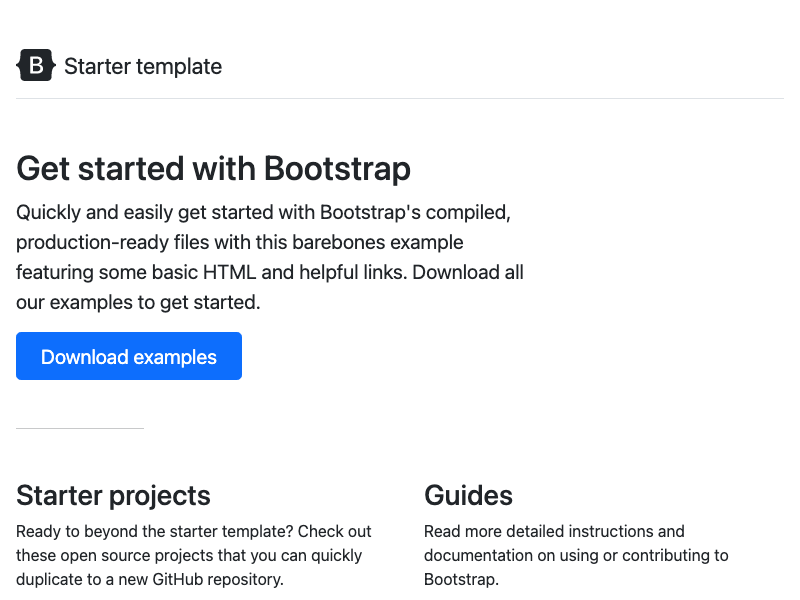 B Starter template
Get started with Bootstrap
Quickly and easily get started with Bootstrap's compiled,
production-ready files with this barebones example
featuring some basic HTML and helpful links. Download all
our examples to get started.
Download examples
Starter projects
Ready to beyond the starter template? Check out
these open source projects that you can quickly
duplicate to a new GitHub repository.
Guides
Read more detailed instructions and
documentation on using or contributing to
Bootstrap.